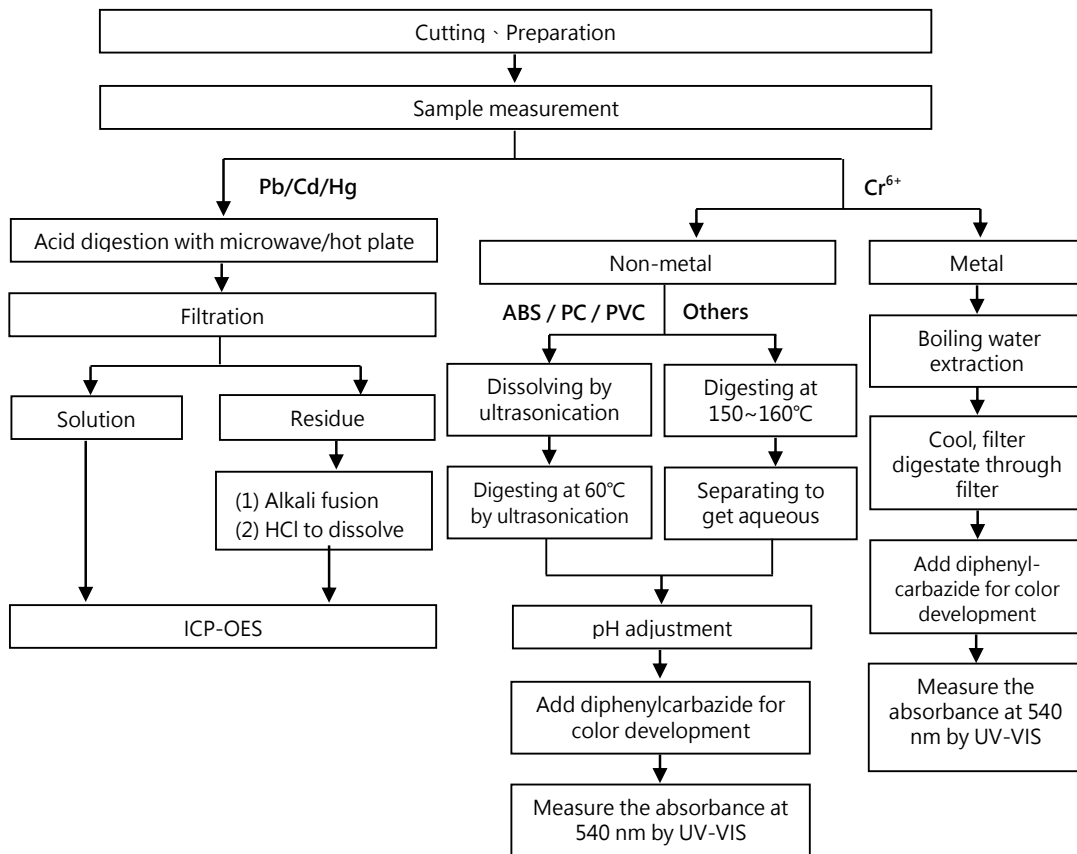 Cutting、Preparation
Sample measurement
Pb/Cd/Hg
Cr⁶⁺
Acid digestion with microwave/hot plate
Non-metal
Metal
Filtration
ABS / PC / PVC
Others
Boiling water
extraction
Solution
Residue
Dissolving by
ultrasonication
Digesting at
150~160℃
Cool, filter
digestate through
filter
(1) Alkali fusion
(2) HCl to dissolve
Digesting at 60℃
by ultrasonication
Separating to
get aqueous
Add diphenyl-
carbazide for color
development
ICP-OES
pH adjustment
Measure the
absorbance at 540
nm by UV-VIS
Add diphenylcarbazide for
color development
Measure the absorbance at
540 nm by UV-VIS